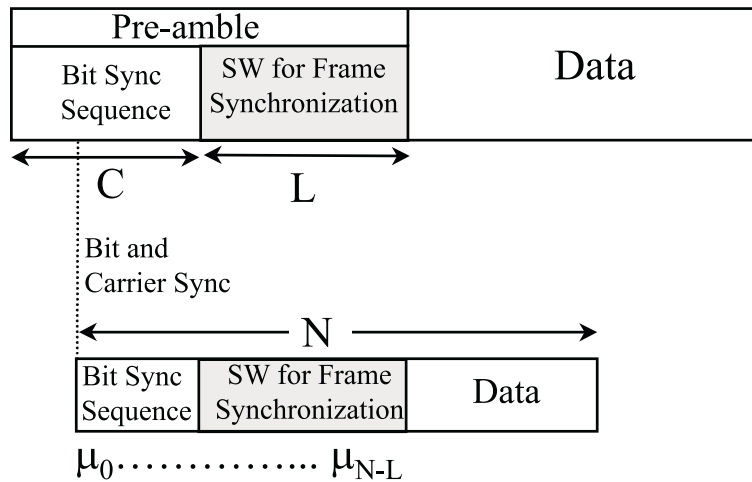 Pre-amble
Bit Sync
Sequence
SW for Frame
Synchronization
Data
C
L
Bit and
Carrier Sync
N
Bit Sync
Sequence
SW for Frame
Synchronization
Data
μ0................... μN-L